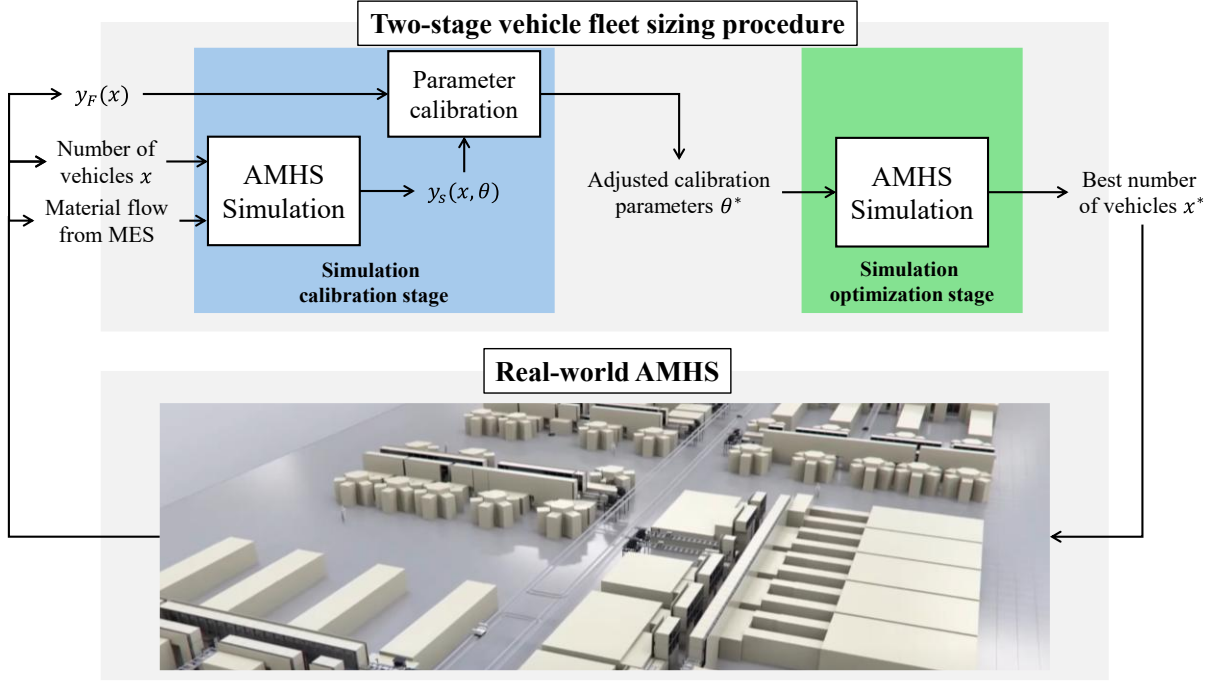 Two-stage vehicle fleet sizing procedure
y_F(x)
Parameter
calibration
Number of
vehicles x
Material flow
from MES
AMHS
Simulation
y_s(x, θ)
Simulation
calibration stage
Adjusted calibration
parameters θ*
AMHS
Simulation
Simulation
optimization stage
Best number
of vehicles x*
Real-world AMHS